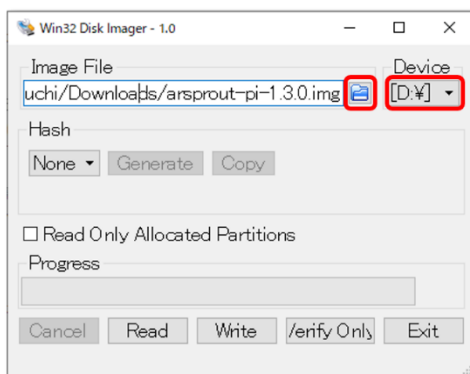 Win32 Disk Imager - 1.0
Image File
Device
uchi/Downloads/arsprout-pi-1.3.0.img
[D:¥]
Hash
None
Generate
Copy
Read Only Allocated Partitions
Progress
Cancel
Read
Write
Verify Only
Exit